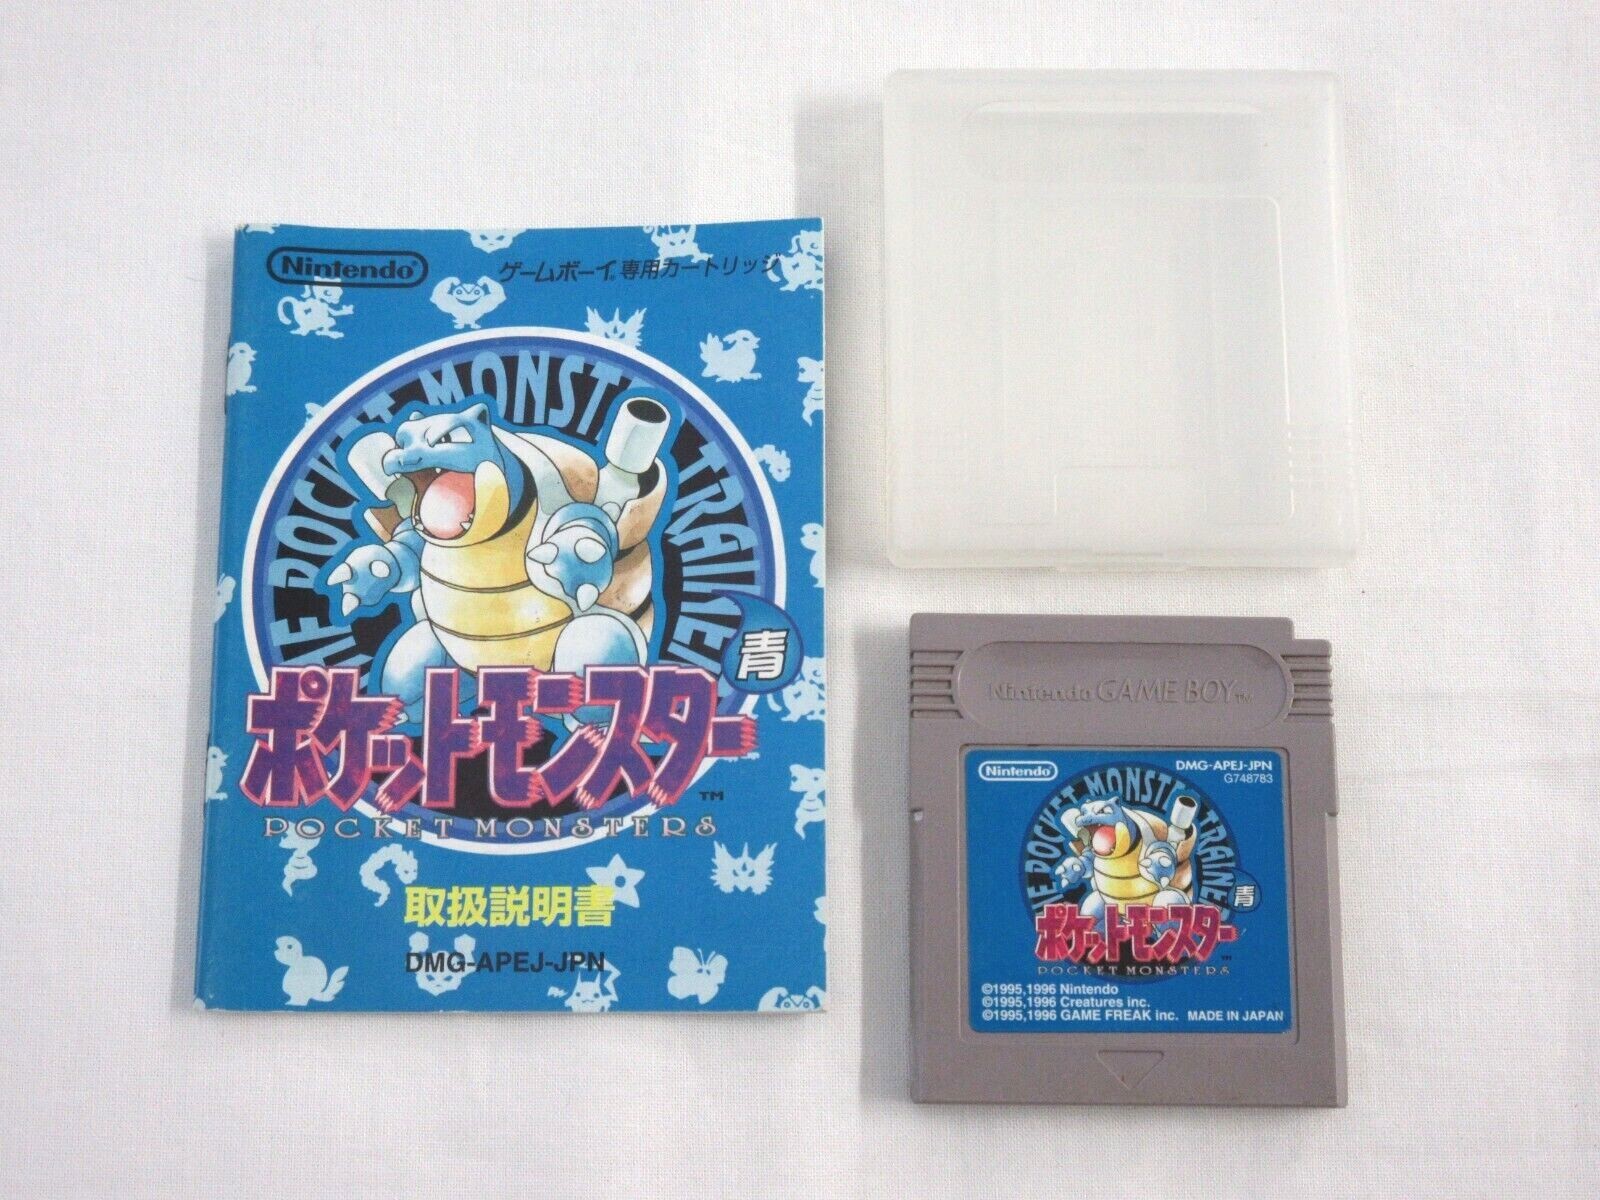 Nintendo®
ゲームボーイ®専用カートリッジ
THE POCKET MONSTER TRAINER
青
ポケットモンスター
™
POCKET MONSTERS
取扱説明書
DMG-APEJ-JPN
Nintendo GAME BOY™
Nintendo
DMG-APEJ-JPN
G748783
THE POCKET MONSTER TRAINER
青
ポケットモンスター
™
POCKET MONSTERS
©1995,1996 Nintendo
©1995,1996 Creatures inc.
©1995,1996 GAME FREAK inc. MADE IN JAPAN